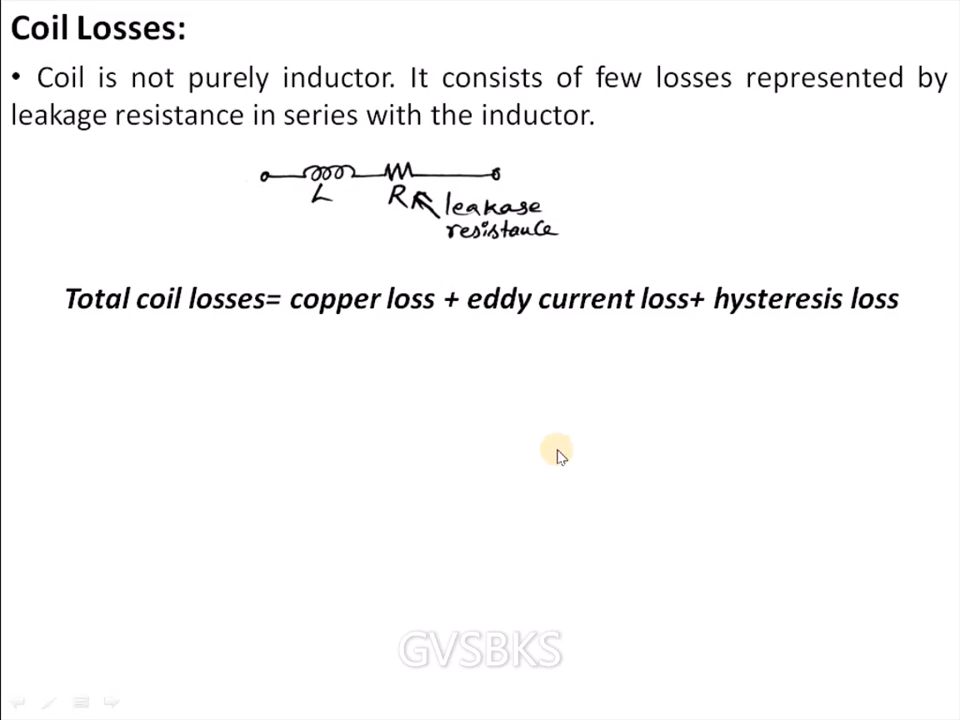 Coil Losses:
• Coil is not purely inductor. It consists of few losses represented by
leakage resistance in series with the inductor.
L
R
leakase
resistance
Total coil losses= copper loss + eddy current loss+ hysteresis loss
GVSBKS